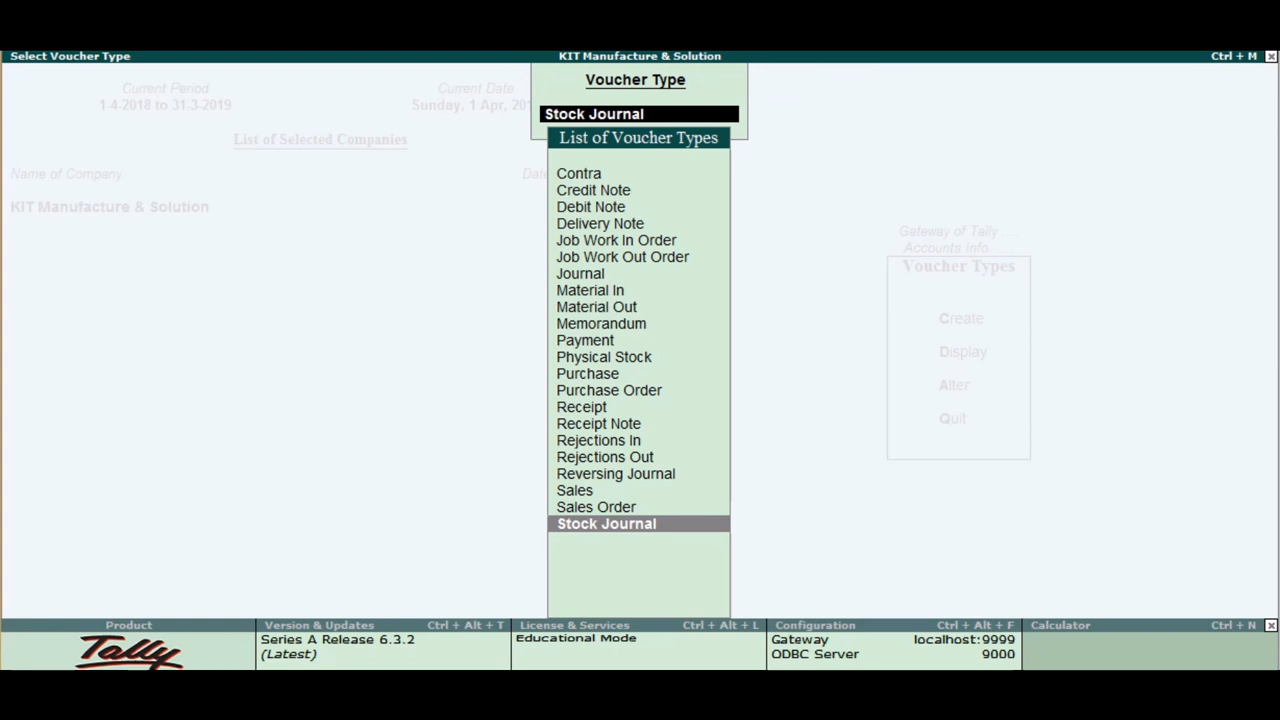 Select Voucher Type KIT Manufacture & Solution Ctrl + M
Voucher Type
Current Period Current Date
1-4-2018 to 31-3-2019 Sunday, 1 Apr, 201
Stock Journal
List of Selected Companies
List of Voucher Types
Name of Company Date
KIT Manufacture & Solution
Contra
Credit Note
Debit Note
Delivery Note
Job Work In Order
Job Work Out Order
Journal
Material In
Material Out
Memorandum
Payment
Physical Stock
Purchase
Purchase Order
Receipt
Receipt Note
Rejections In
Rejections Out
Reversing Journal
Sales
Sales Order
Stock Journal
Gateway of Tally ....
Accounts Info ....
Voucher Types
Create
Display
Alter
Quit
Product
Tally
Version & Updates Ctrl + Alt + T
Series A Release 6.3.2
(Latest)
License & Services Ctrl + Alt + L
Educational Mode
Configuration Ctrl + Alt + F
Gateway localhost:9999
ODBC Server 9000
Calculator Ctrl + N